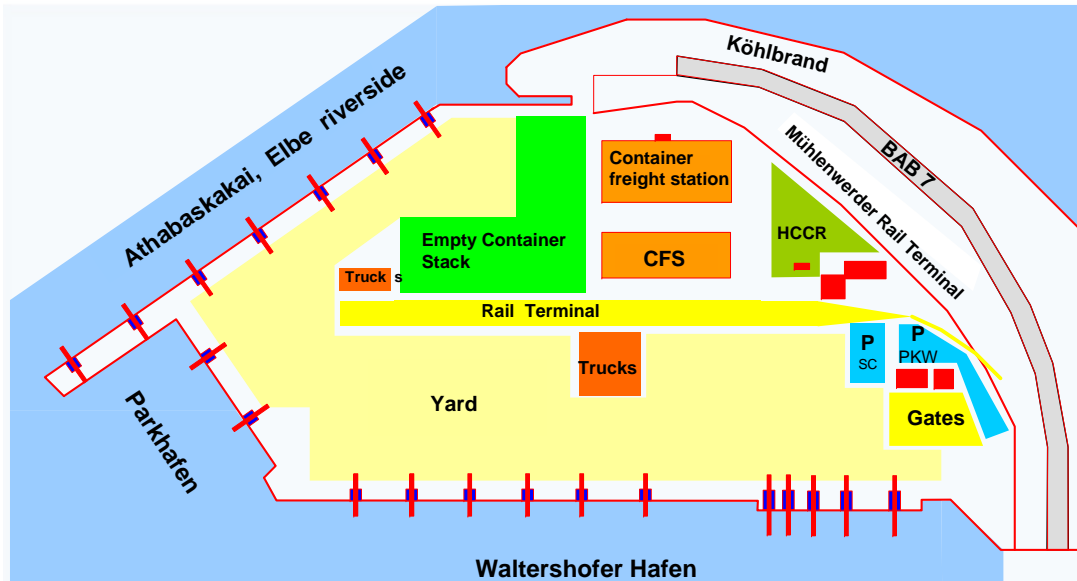 Köhlbrand
Athabaskakai, Elbe riverside
BAB 7
Mühlenwerder Rail Terminal
Container
freight station
HCCR
Empty Container
Stack
CFS
Truck s
Rail Terminal
P
SC
P
PKW
Trucks
Yard
Gates
Parkhafen
Waltershofer Hafen